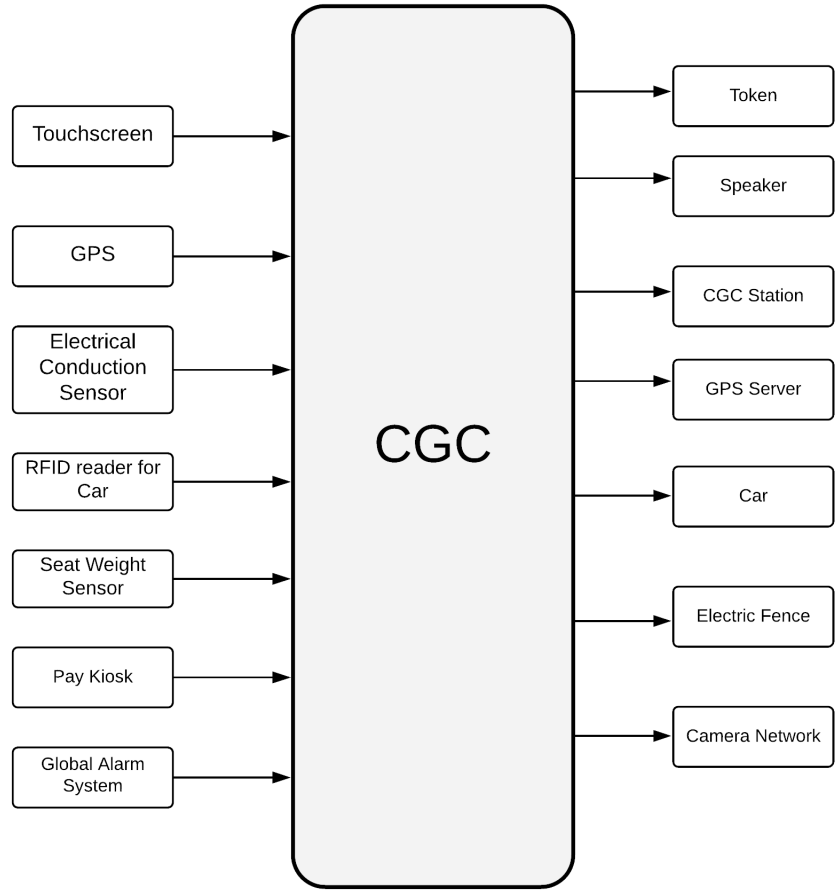 Touchscreen
GPS
Electrical
Conduction
Sensor
RFID reader for
Car
Seat Weight
Sensor
Pay Kiosk
Global Alarm
System
CGC
Token
Speaker
CGC Station
GPS Server
Car
Electric Fence
Camera Network